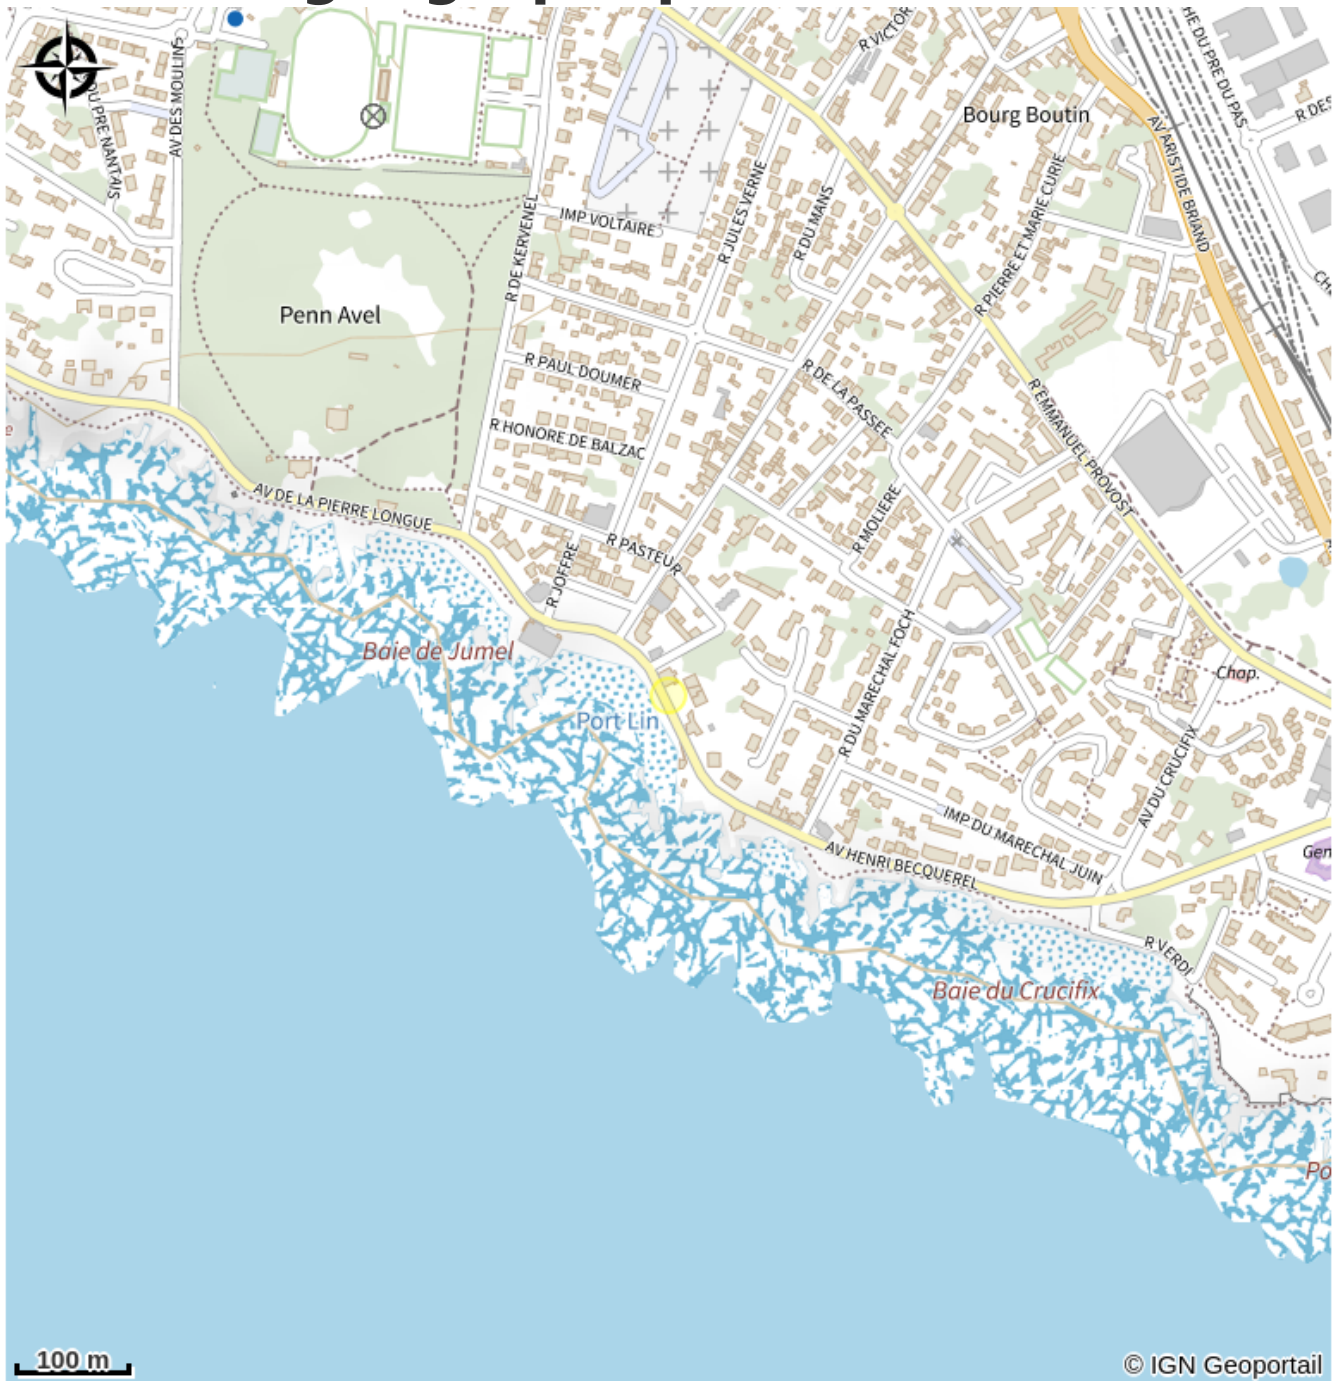 R VICTOR
HE DU PRE DU PAS
AV DES MOULINS
DU PRE NANTAIS
Bourg Boutin
R DES
AV ARISTIDE BRIAND
R JULES VERNE
R DU MANS
R PIERRE ET MARIE CURIE
IMP VOLTAIRE
R DE KERVENEL
Penn Avel
R PAUL DOUMER
R DE LA PASSEE
R EMMANUEL PROVOST
R HONORE DE BALZAC
AV DE LA PIERRE LONGUE
R MOLIERE
R PASTEUR
R JOFFRE
Baie de Jumel
R DU MARECHAL FOCH
Chap.
Port Lin
AV DU CRUCIFIX
IMP DU MARECHAL JUIN
AV HENRI BECQUEREL
Gen
R VERDI
Baie du Crucifix
Po
100 m
© IGN Geoportail